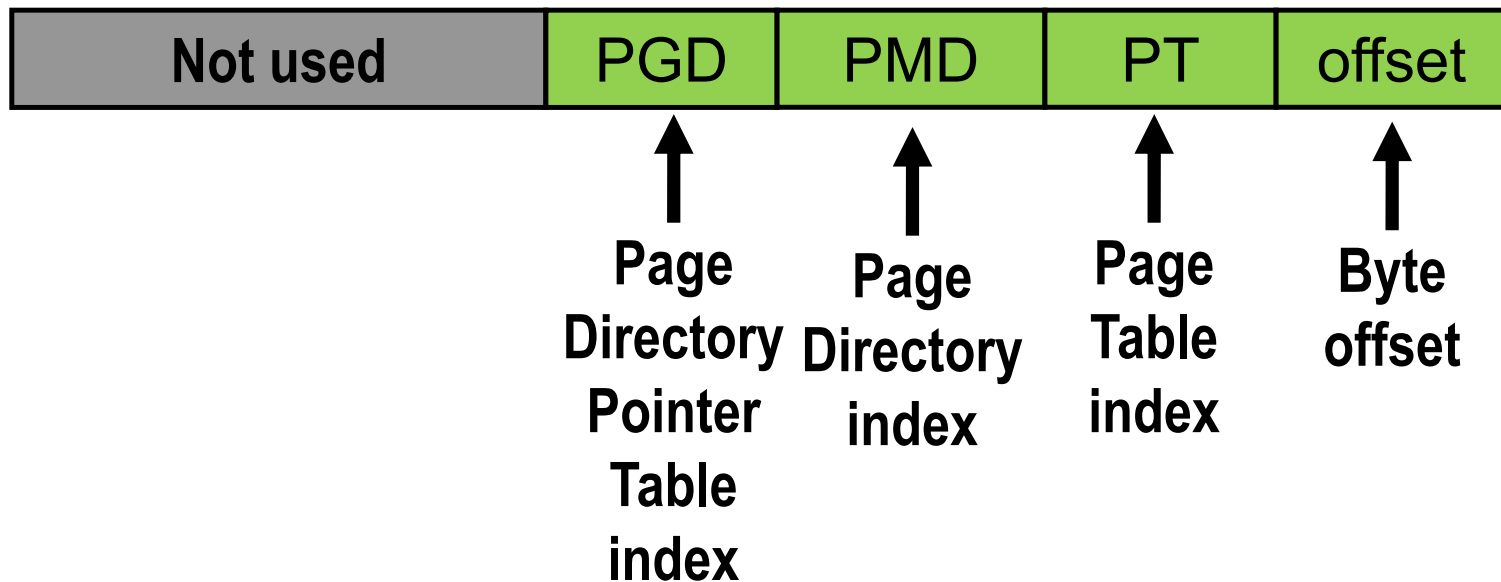 Not used PGD PMD PT offset
Page
Directory
Pointer
Table
index
Page
Directory
index
Page
Table
index
Byte
offset